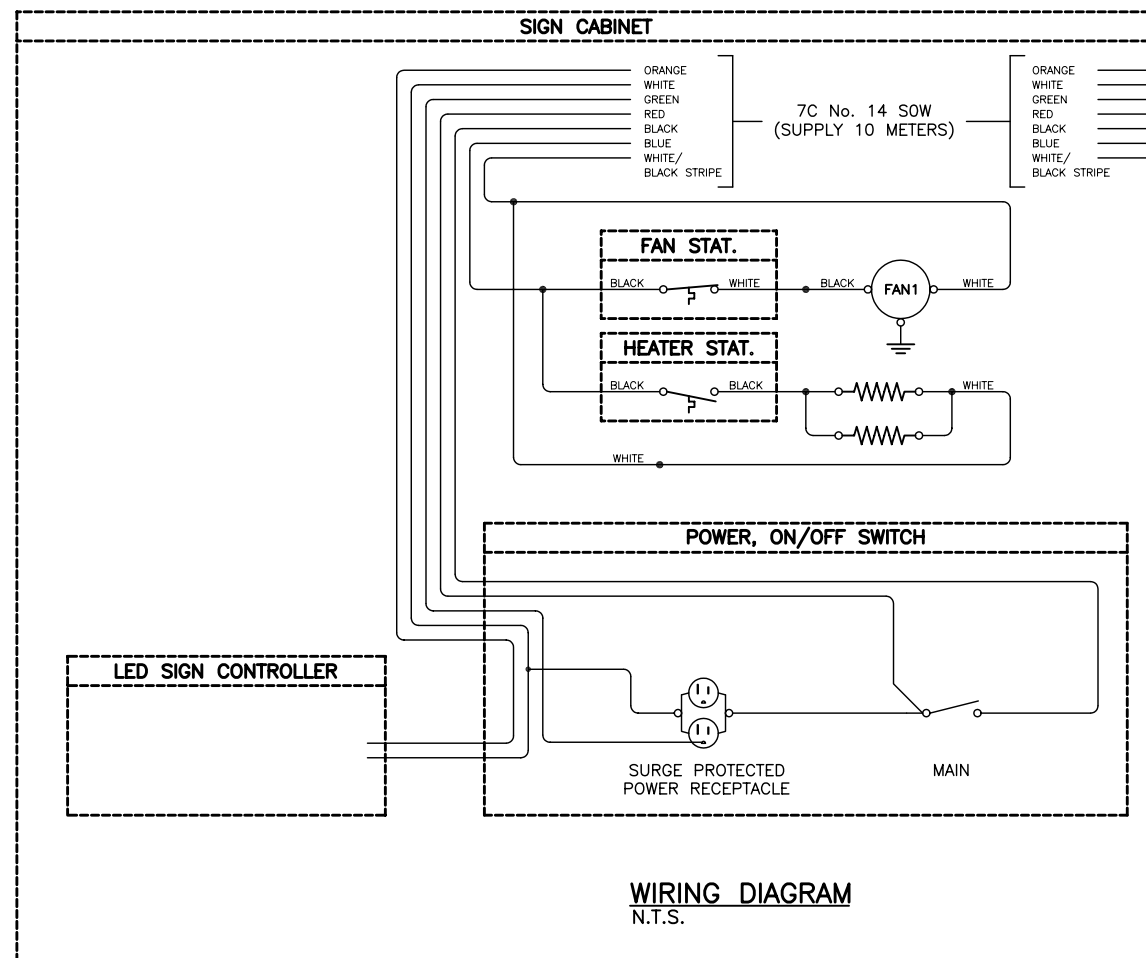 SIGN CABINET
ORANGE
WHITE
GREEN
RED
BLACK
BLUE
WHITE/
BLACK STRIPE
7C No. 14 SOW
(SUPPLY 10 METERS)
ORANGE
WHITE
GREEN
RED
BLACK
BLUE
WHITE/
BLACK STRIPE
FAN STAT.
BLACK
WHITE
BLACK
FAN1
WHITE
HEATER STAT.
BLACK
BLACK
WHITE
WHITE
POWER, ON/OFF SWITCH
LED SIGN CONTROLLER
SURGE PROTECTED
POWER RECEPTACLE
MAIN
WIRING DIAGRAM
N.T.S.